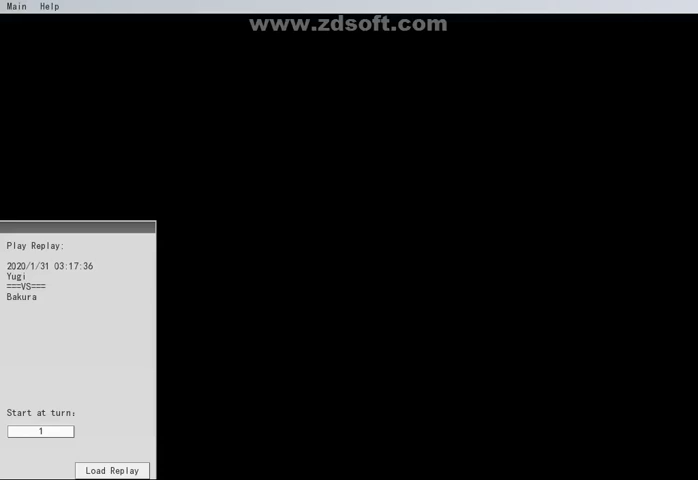 Main Help
www.zdsoft.com
Play Replay:
2020/1/31 03:17:36
Yugi
===VS===
Bakura
Start at turn:
1
Load Replay